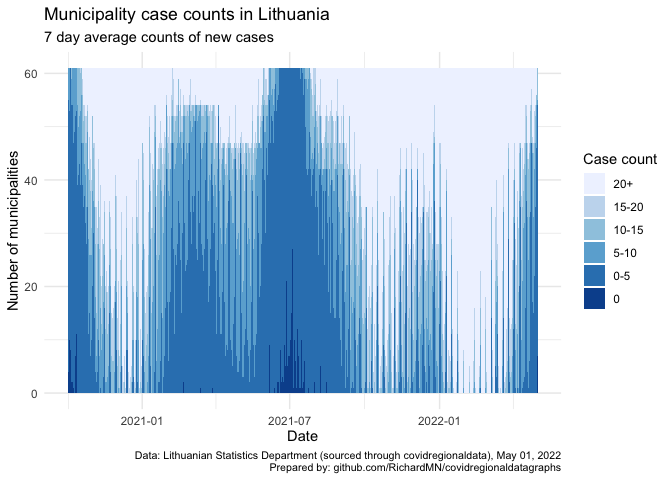 Municipality case counts in Lithuania
7 day average counts of new cases
Number of municipalities
60
40
20
0
2021-01
2021-07
2022-01
Date
Case count
20+
15-20
10-15
5-10
0-5
0
Data: Lithuanian Statistics Department (sourced through covidregionaldata), May 01, 2022
Prepared by: github.com/RichardMN/covidregionaldatagraphs